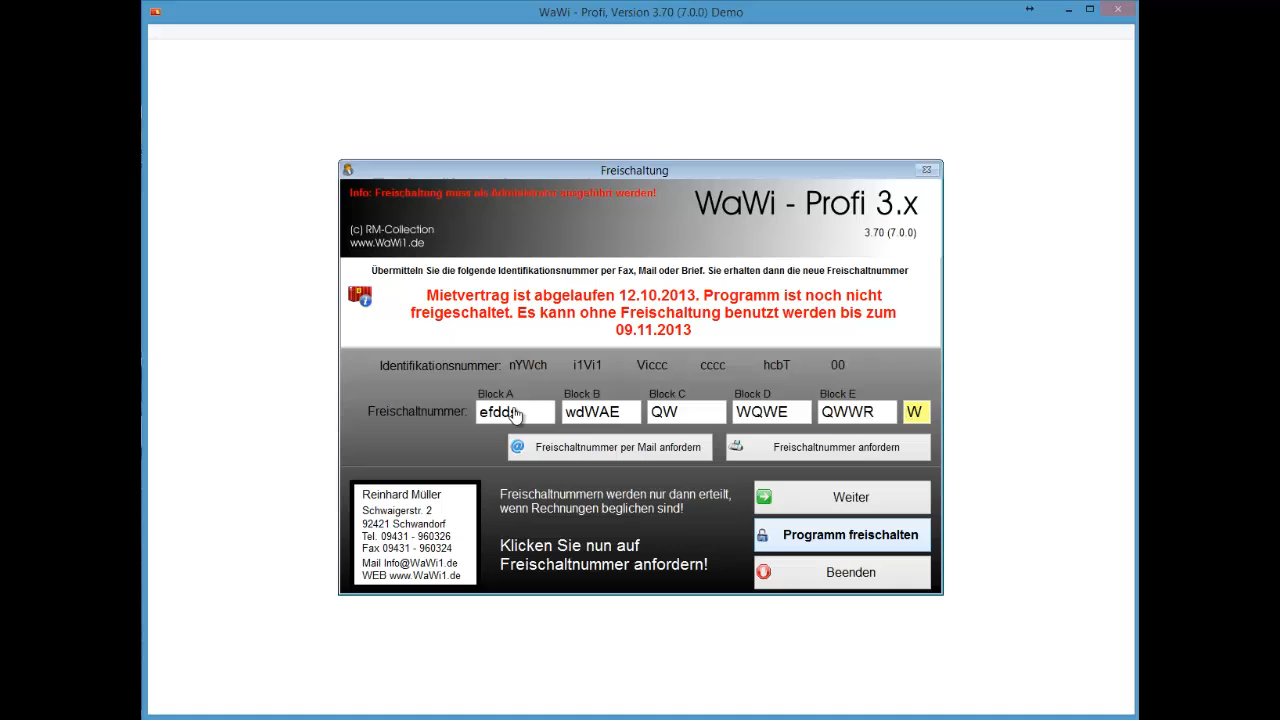 WaWi - Profi, Version 3.70 (7.0.0) Demo
Freischaltung
Info: Freischaltung muss als Administrator ausgeführt werden!
WaWi - Profi 3.x
3.70 (7.0.0)
(c) RM-Collection
www.WaWi1.de
Übermitteln Sie die folgende Identifikationsnummer per Fax, Mail oder Brief. Sie erhalten dann die neue Freischaltnummer
Mietvertrag ist abgelaufen 12.10.2013. Programm ist noch nicht
freigeschaltet. Es kann ohne Freischaltung benutzt werden bis zum
09.11.2013
Identifikationsnummer: nYWch i1Vi1 Viccc cccc hcbT 00
Block A Block B Block C Block D Block E
Freischaltnummer: wdWAE QW WQWE QWWR W
Freischaltnummer per Mail anfordern Freischaltnummer anfordern
Reinhard Müller
Schwaigerstr. 2
92421 Schwandorf
Tel. 09431 - 960326
Fax 09431 - 960324
Mail Info@WaWi1.de
WEB www.WaWi1.de
Freischaltnummern werden nur dann erteilt,
wenn Rechnungen beglichen sind!
Klicken Sie nun auf
Freischaltnummer anfordern!
Weiter
Programm freischalten
Beenden